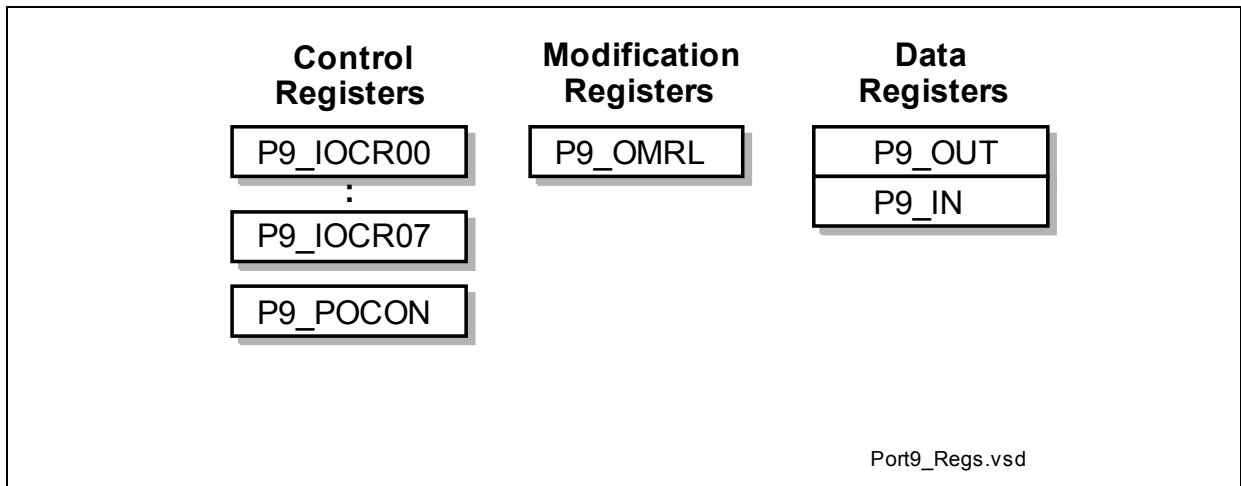 Control
Registers
P9_IOCR00
:
P9_IOCR07
P9_POCON
Modification
Registers
P9_OMRL
Data
Registers
P9_OUT
P9_IN
Port9_Regs.vsd